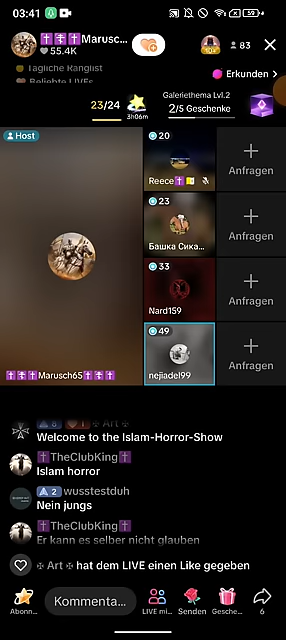 03:41
59
✝️✝️✝️Marusc...
55.4K
83
Tägliche Rangliste
Beliebte LIVEs
Erkunden >
23/24
3h06m
Galeriethema Lvl.2
2/5 Geschenke
Host
✝️✝️✝️Marusch65✝️✝️✝️
20
Reece✝️
Anfragen
23
Башка Сика...
Anfragen
33
Nard159
Anfragen
49
nejiadel99
Anfragen
Art
Welcome to the Islam-Horror-Show
✝️TheClubKing✝️
Islam horror
2 wusstestduh
Nein jungs
✝️TheClubKing✝️
Er kann es selber nicht glauben
✠ Art ✠ hat dem LIVE einen Like gegeben
Abonn...
Kommenta...
LIVE mi...
Senden
Gesche...
6